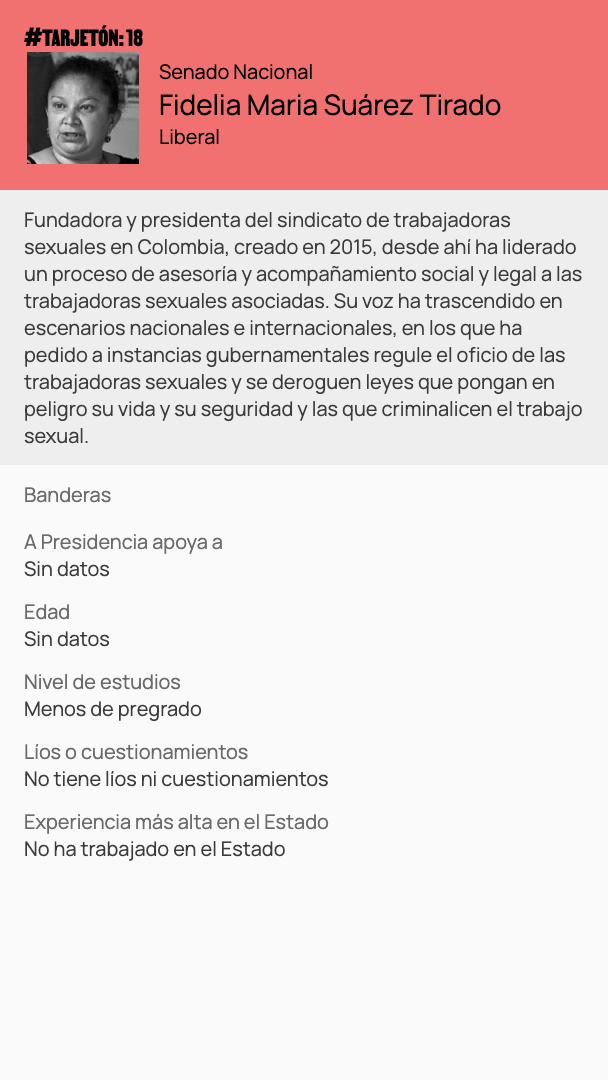 #TARJETÓN: 18
Senado Nacional
Fidelia Maria Suárez Tirado
Liberal
Fundadora y presidenta del sindicato de trabajadoras
sexuales en Colombia, creado en 2015, desde ahí ha liderado
un proceso de asesoría y acompañamiento social y legal a las
trabajadoras sexuales asociadas. Su voz ha trascendido en
escenarios nacionales e internacionales, en los que ha
pedido a instancias gubernamentales regule el oficio de las
trabajadoras sexuales y se deroguen leyes que pongan en
peligro su vida y su seguridad y las que criminalicen el trabajo
sexual.
Banderas
A Presidencia apoya a
Sin datos
Edad
Sin datos
Nivel de estudios
Menos de pregrado
Líos o cuestionamientos
No tiene líos ni cuestionamientos
Experiencia más alta en el Estado
No ha trabajado en el Estado